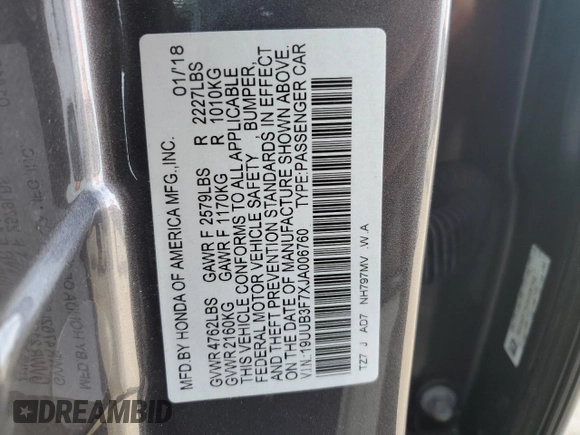 MFD.BY HONDA OF AMERICA MFG.,INC. 01/18
GVWR4762LBS GAWR F 2579LBS R 2227LBS
GVWR2160KG GAWR F 1170KG R 1010KG
THIS VEHICLE CONFORMS TO ALL APPLICABLE
FEDERAL MOTOR VEHICLE SAFETY , BUMPER,
AND THEFT PREVENTION STANDARDS IN EFFECT
ON THE DATE OF MANUFACTURE SHOWN ABOVE.
V.I.N.:19UUB3F7XJA006760 TYPE:PASSENGER CAR
TZ7 J AD7 NH797MV .W.A
DREAMBID